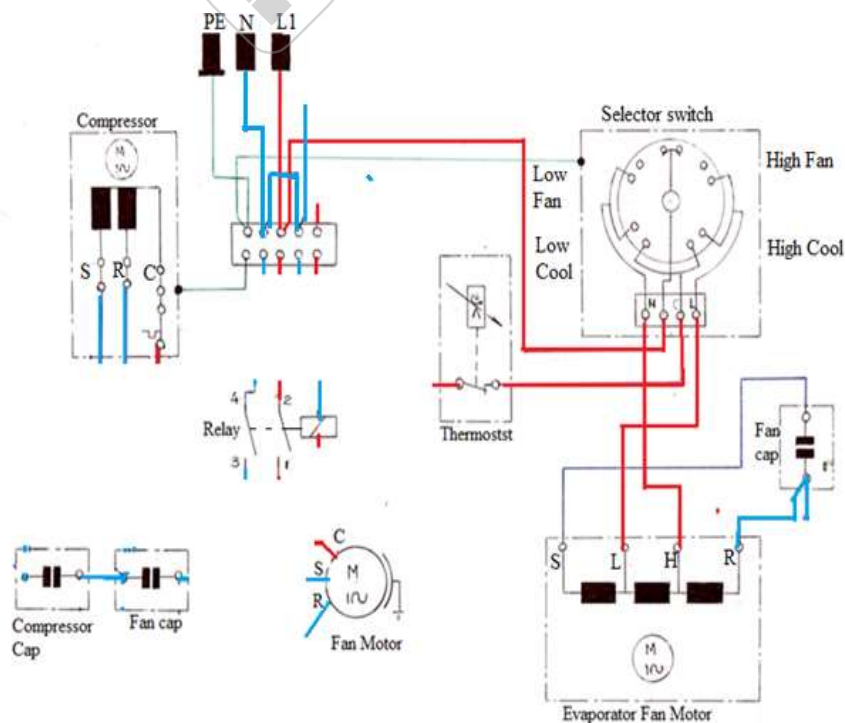 PE N L1
Compressor
Selector switch
M
High Fan
Low
Fan
Low
Cool
High Cool
S R C
N C L
4 2
Relay
3 1
Thermostst
Fan
cap
C
S
R
M
Fan Motor
Compressor
Cap
Fan cap
S L H R
M
Evaporator Fan Motor